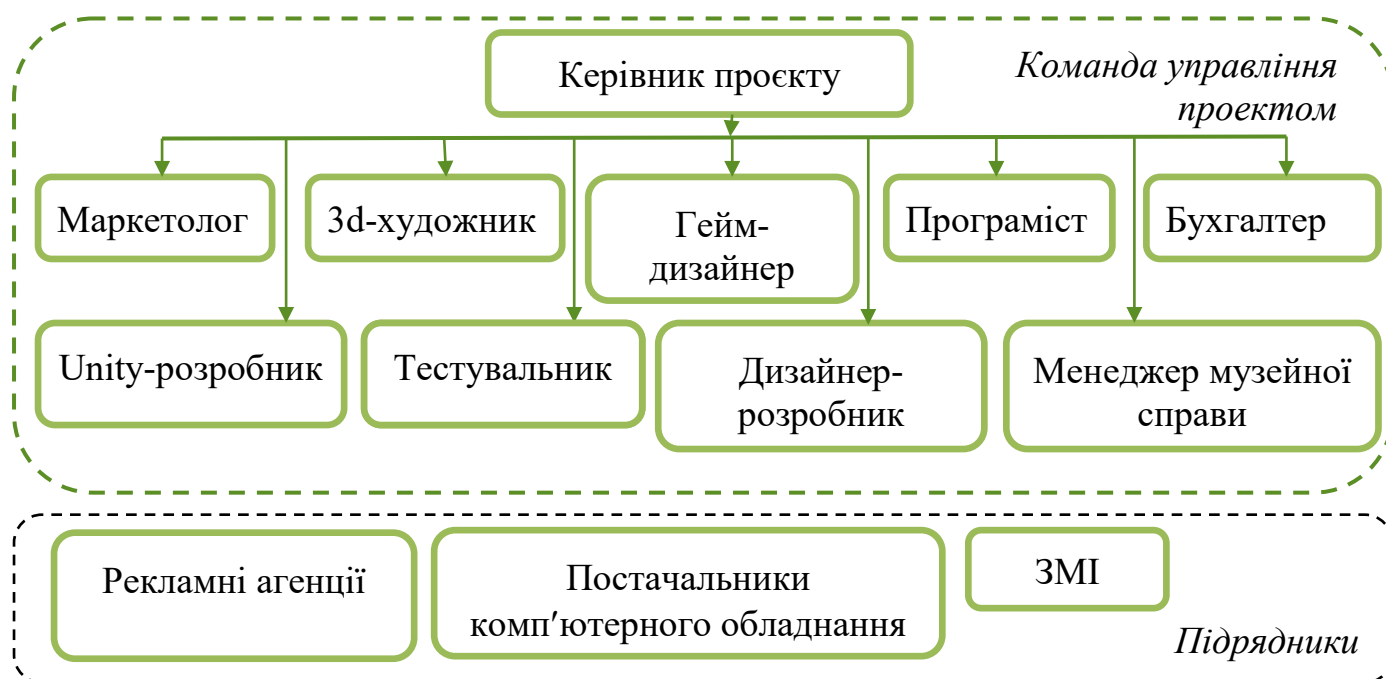 Керівник проєкту
Команда управління
проектом
Маркетолог
3d-художник
Гейм-
дизайнер
Програміст
Бухгалтер
Unity-розробник
Тестувальник
Дизайнер-
розробник
Менеджер музейної
справи
Рекламні агенції
Постачальники
комп'ютерного обладнання
ЗМІ
Підрядники